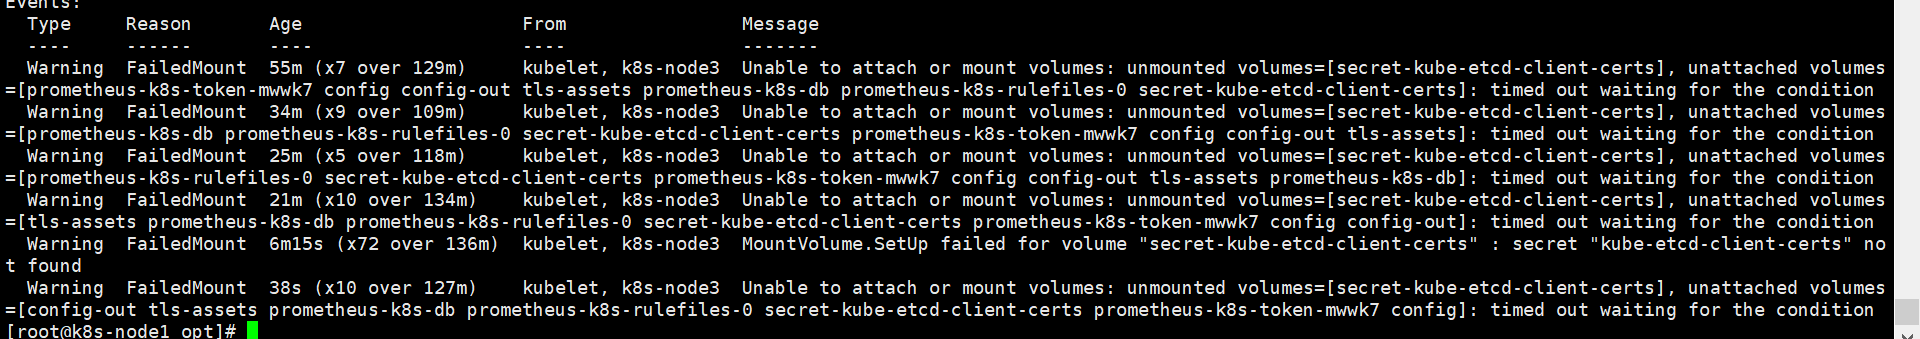 Events:
Type Reason Age From Message
---- ------ ---- ---- -------
Warning FailedMount 55m (x7 over 129m) kubelet, k8s-node3 Unable to attach or mount volumes: unmounted volumes=[secret-kube-etcd-client-certs], unattached volumes
=[prometheus-k8s-token-mwwk7 config config-out tls-assets prometheus-k8s-db prometheus-k8s-rulefiles-0 secret-kube-etcd-client-certs]: timed out waiting for the condition
Warning FailedMount 34m (x9 over 109m) kubelet, k8s-node3 Unable to attach or mount volumes: unmounted volumes=[secret-kube-etcd-client-certs], unattached volumes
=[prometheus-k8s-db prometheus-k8s-rulefiles-0 secret-kube-etcd-client-certs prometheus-k8s-token-mwwk7 config config-out tls-assets]: timed out waiting for the condition
Warning FailedMount 25m (x5 over 118m) kubelet, k8s-node3 Unable to attach or mount volumes: unmounted volumes=[secret-kube-etcd-client-certs], unattached volumes
=[prometheus-k8s-rulefiles-0 secret-kube-etcd-client-certs prometheus-k8s-token-mwwk7 config config-out tls-assets prometheus-k8s-db]: timed out waiting for the condition
Warning FailedMount 21m (x10 over 134m) kubelet, k8s-node3 Unable to attach or mount volumes: unmounted volumes=[secret-kube-etcd-client-certs], unattached volumes
=[tls-assets prometheus-k8s-db prometheus-k8s-rulefiles-0 secret-kube-etcd-client-certs prometheus-k8s-token-mwwk7 config config-out]: timed out waiting for the condition
Warning FailedMount 6m15s (x72 over 136m) kubelet, k8s-node3 MountVolume.SetUp failed for volume "secret-kube-etcd-client-certs" : secret "kube-etcd-client-certs" no
t found
Warning FailedMount 38s (x10 over 127m) kubelet, k8s-node3 Unable to attach or mount volumes: unmounted volumes=[secret-kube-etcd-client-certs], unattached volumes
=[config-out tls-assets prometheus-k8s-db prometheus-k8s-rulefiles-0 secret-kube-etcd-client-certs prometheus-k8s-token-mwwk7 config]: timed out waiting for the condition
[root@k8s-node1 opt]#